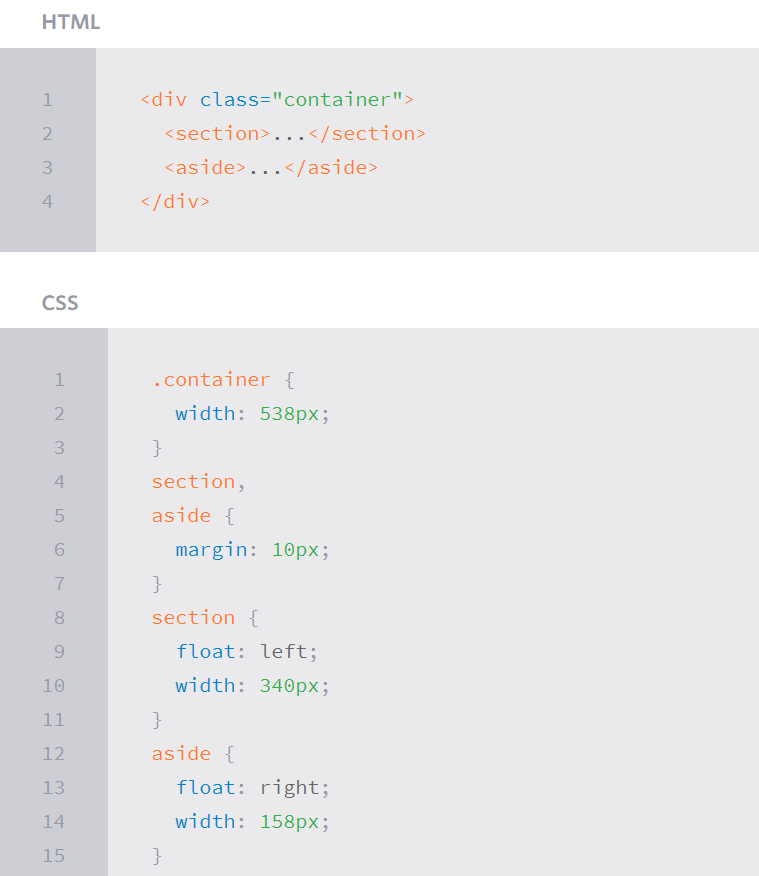 HTML
1 <div class="container">
2   <section>...</section>
3   <aside>...</aside>
4 </div>
CSS
1 .container {
2   width: 538px;
3 }
4 section,
5 aside {
6   margin: 10px;
7 }
8 section {
9   float: left;
10   width: 340px;
11 }
12 aside {
13   float: right;
14   width: 158px;
15 }